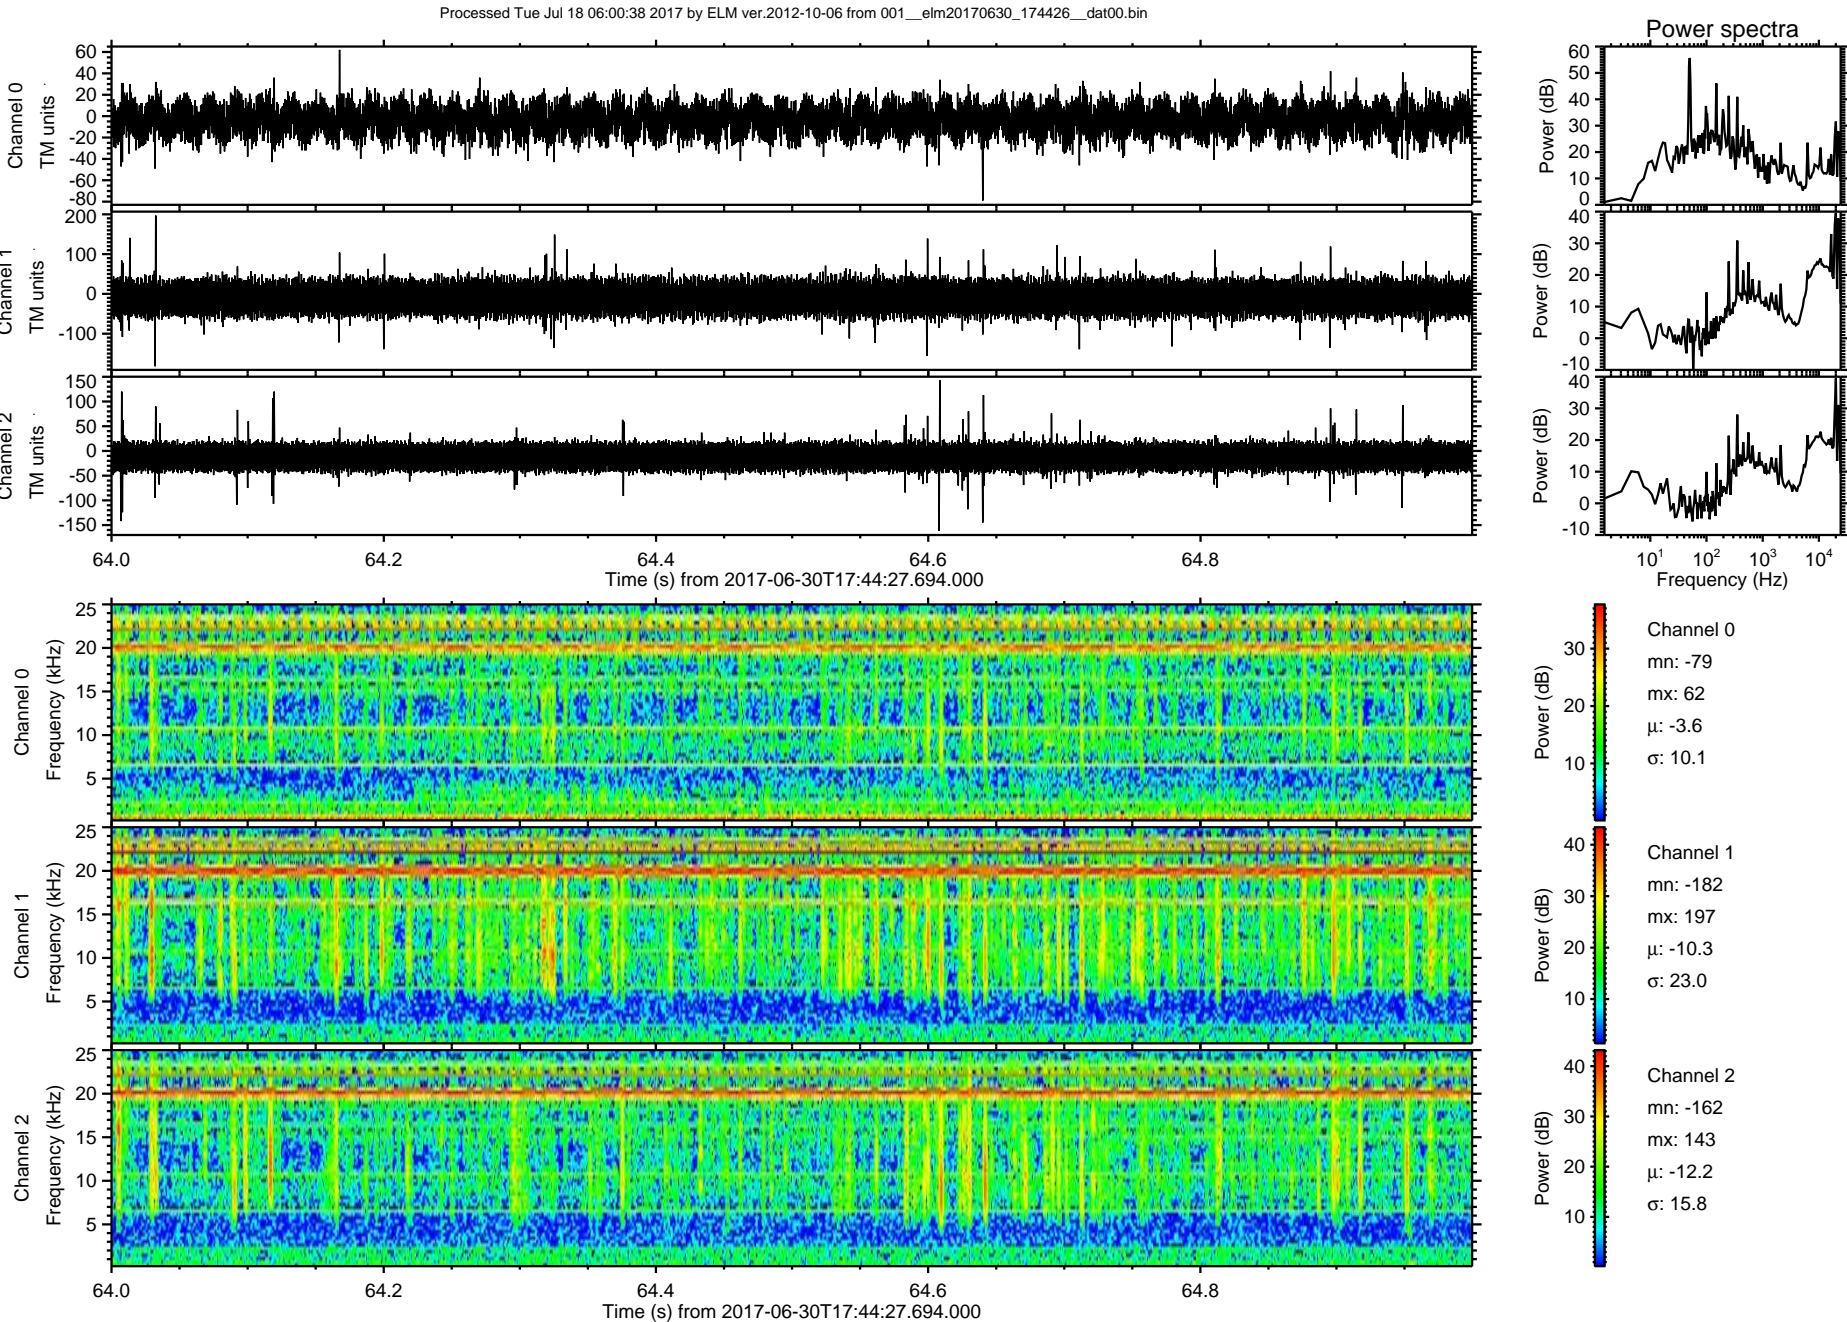 Processed Tue Jul 18 06:00:38 2017 by ELM ver.2012-10-06 from 001__elm20170630_174426__dat00.bin
Power spectra
Channel 0
TM units
60
40
20
0
-20
-40
-60
-80
Power (dB)
60
50
40
30
20
10
0
Channel 1
TM units
200
100
0
-100
Power (dB)
40
30
20
10
0
-10
Channel 2
TM units
150
100
50
0
-50
-100
-150
Power (dB)
40
30
20
10
0
-10
64.0 64.2 64.4 64.6 64.8
Time (s) from 2017-06-30T17:44:27.694.000
10¹ 10² 10³ 10⁴
Frequency (Hz)
Channel 0
Frequency (kHz)
25
20
15
10
5
Power (dB)
30
20
10
Channel 0
mn: -79
mx: 62
μ: -3.6
σ: 10.1
Channel 1
Frequency (kHz)
25
20
15
10
5
Power (dB)
40
30
20
10
Channel 1
mn: -182
mx: 197
μ: -10.3
σ: 23.0
Channel 2
Frequency (kHz)
25
20
15
10
5
Power (dB)
40
30
20
10
Channel 2
mn: -162
mx: 143
μ: -12.2
σ: 15.8
64.0 64.2 64.4 64.6 64.8
Time (s) from 2017-06-30T17:44:27.694.000